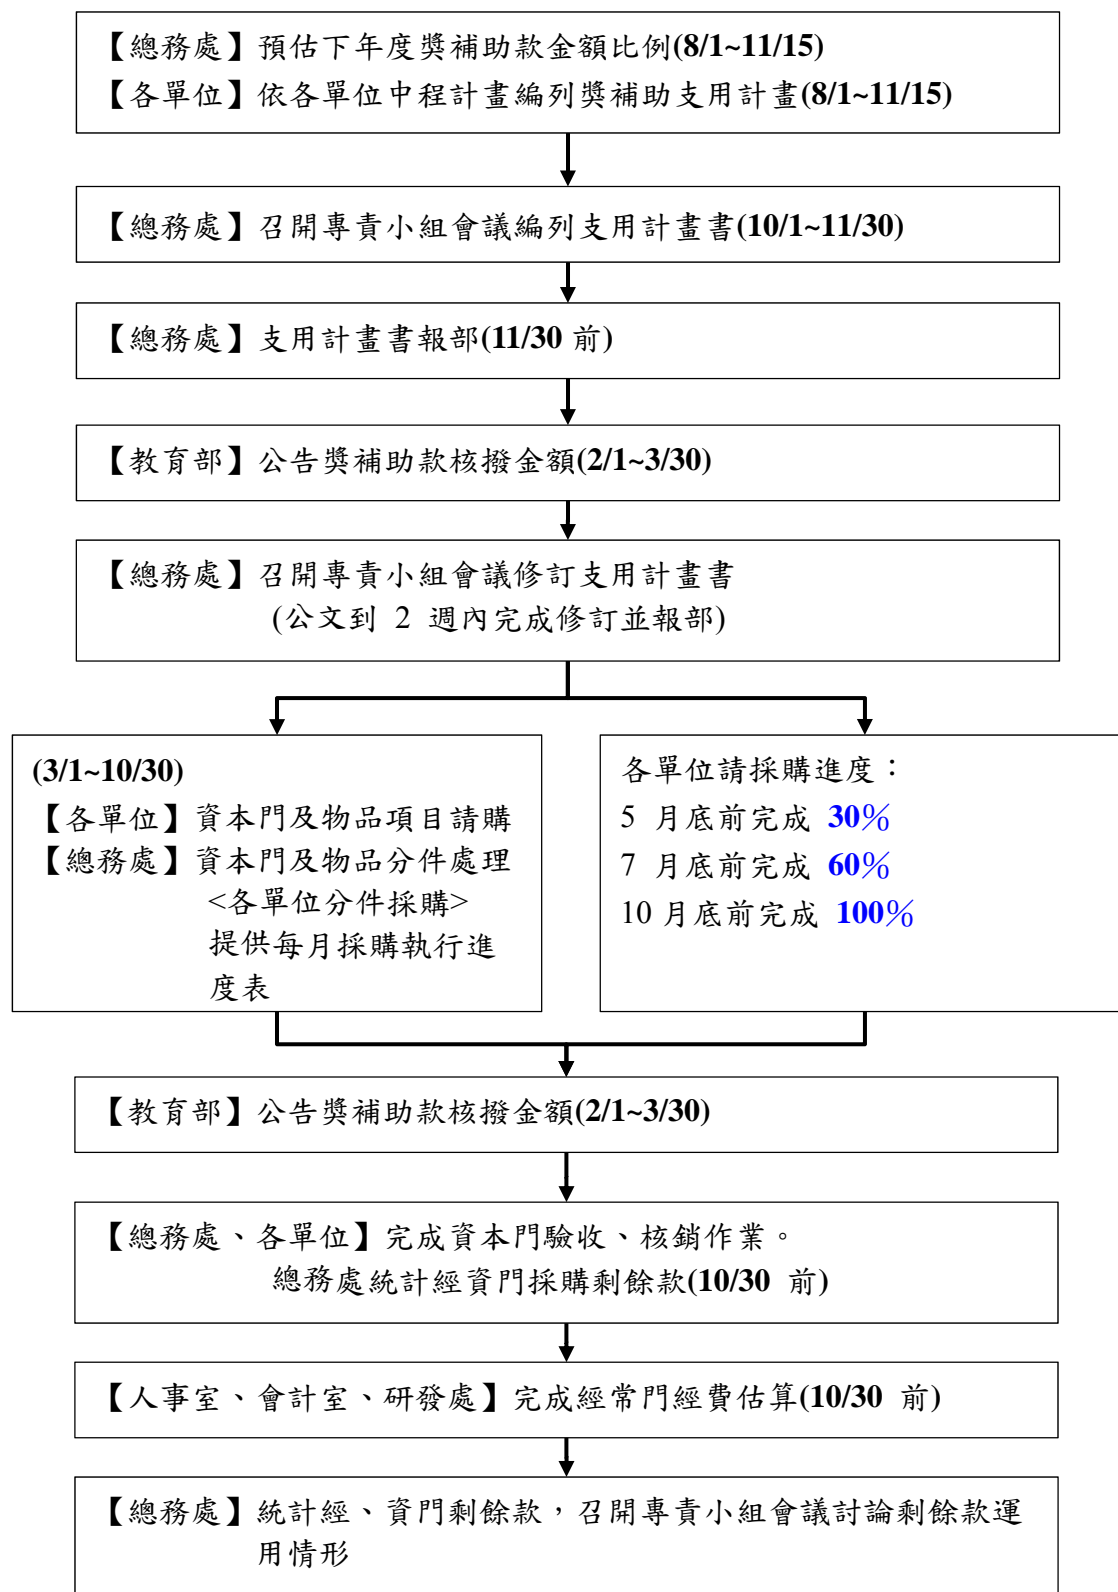 【總務處】預估下年度獎補助款金額比例(8/1~11/15)
【各單位】依各單位中程計畫編列獎補助支用計畫(8/1~11/15)
【總務處】召開專責小組會議編列支用計畫書(10/1~11/30)
【總務處】支用計畫書報部(11/30 前)
【教育部】公告獎補助款核撥金額(2/1~3/30)
【總務處】召開專責小組會議修訂支用計畫書
(公文到 2 週內完成修訂並報部)
(3/1~10/30)
【各單位】資本門及物品項目請購
【總務處】資本門及物品分件處理
<各單位分件採購>
提供每月採購執行進
度表
各單位請採購進度：
5 月底前完成 30%
7 月底前完成 60%
10 月底前完成 100%
【教育部】公告獎補助款核撥金額(2/1~3/30)
【總務處、各單位】完成資本門驗收、核銷作業。
總務處統計經資門採購剩餘款(10/30 前)
【人事室、會計室、研發處】完成經常門經費估算(10/30 前)
【總務處】統計經、資門剩餘款，召開專責小組會議討論剩餘款運
用情形